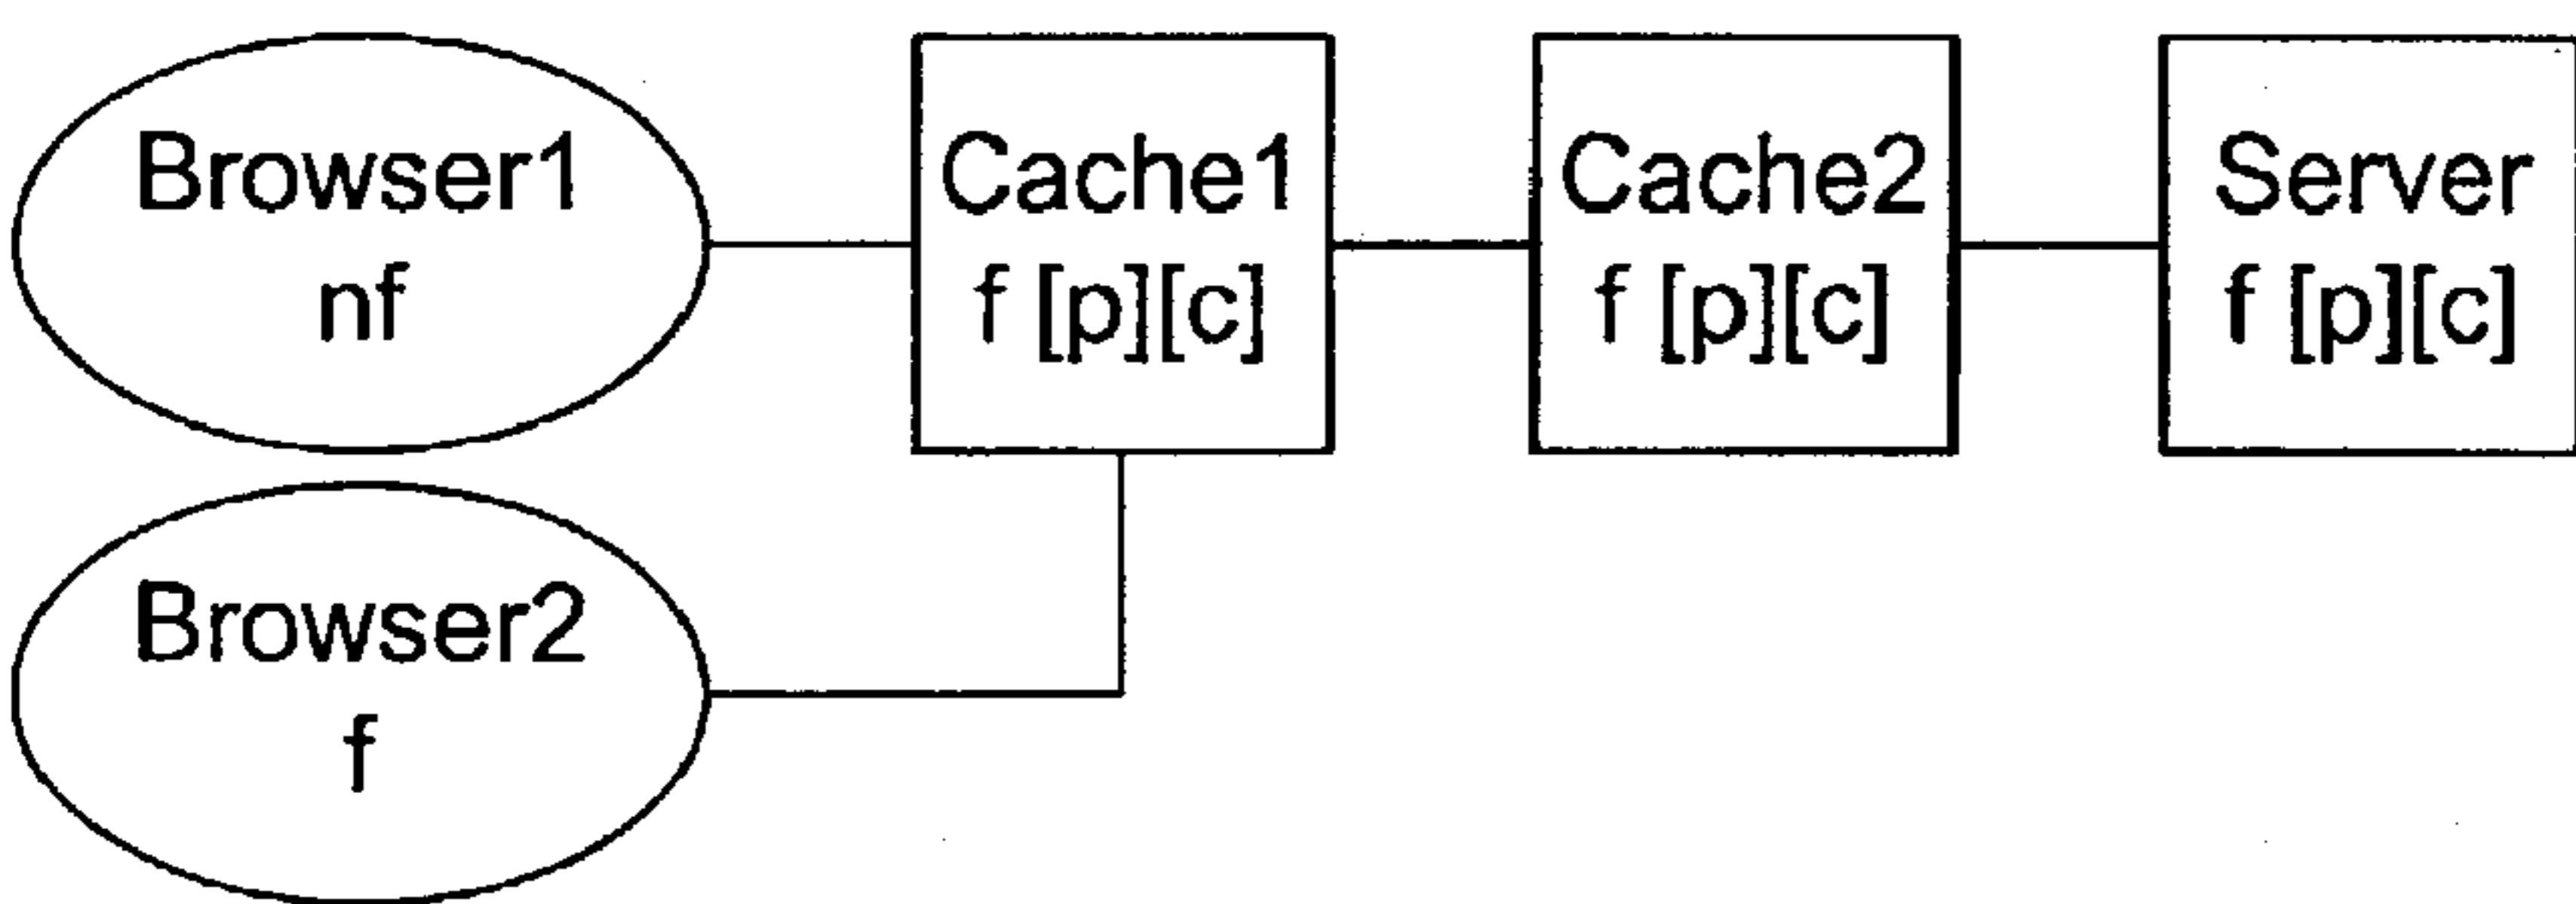 Browser1
nf
Cache1
f [p][c]
Cache2
f [p][c]
Server
f [p][c]
Browser2
f